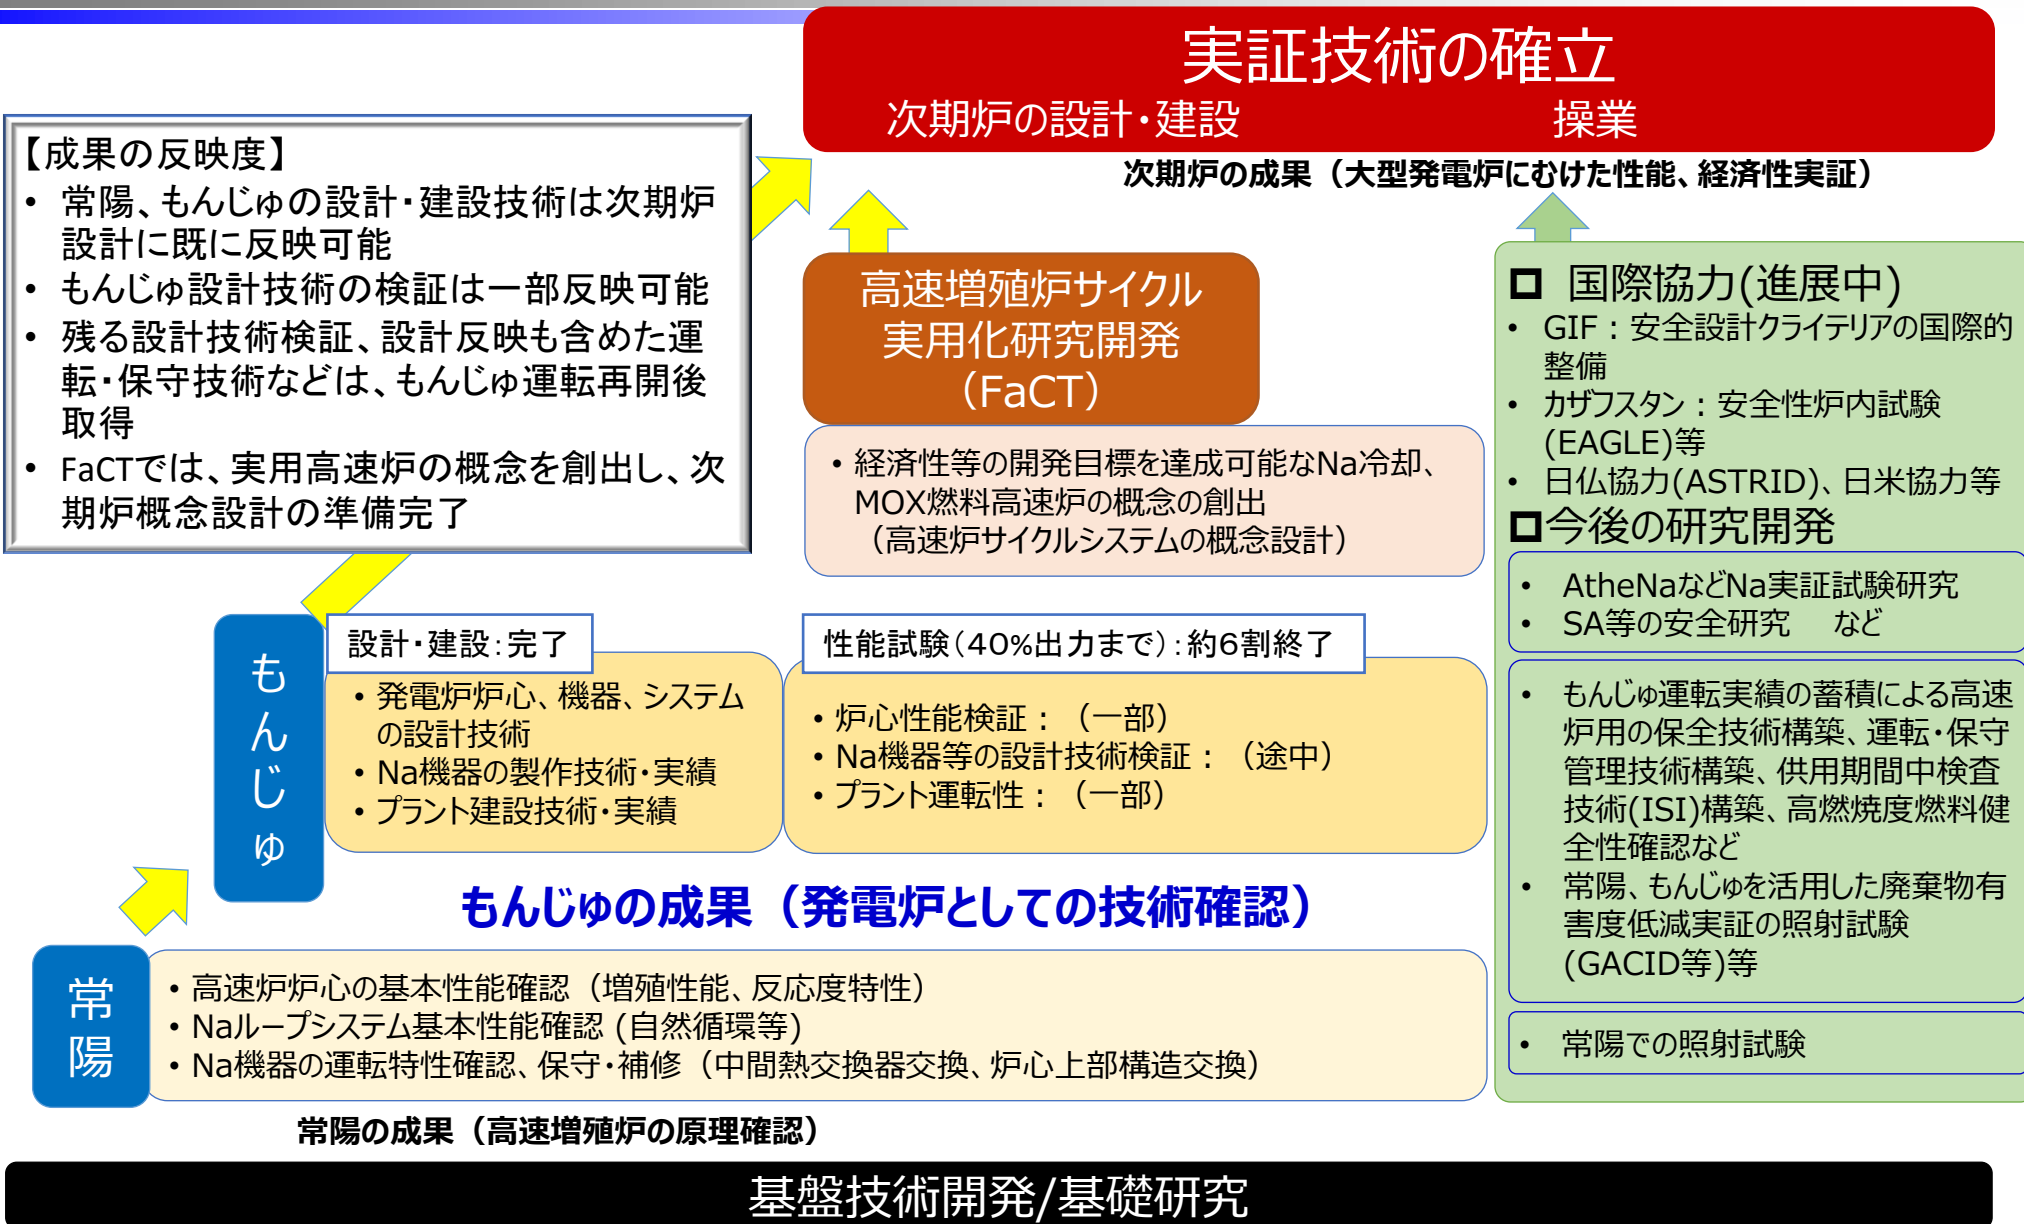 実証技術の確立
次期炉の設計・建設 操業
次期炉の成果（大型発電炉にむけた性能、経済性実証）
【成果の反映度】
• 常陽、もんじゅの設計・建設技術は次期炉
設計に既に反映可能
• もんじゅ設計技術の検証は一部反映可能
• 残る設計技術検証、設計反映も含めた運
転・保守技術などは、もんじゅ運転再開後
取得
• FaCTでは、実用高速炉の概念を創出し、次
期炉概念設計の準備完了
高速増殖炉サイクル
実用化研究開発
（FaCT）
• 経済性等の開発目標を達成可能なNa冷却、
MOX燃料高速炉の概念の創出
（高速炉サイクルシステムの概念設計）
もんじゅ
設計・建設：完了
• 発電炉炉心、機器、システム
の設計技術
• Na機器の製作技術・実績
• プラント建設技術・実績
性能試験（40%出力まで）：約6割終了
• 炉心性能検証：（一部）
• Na機器等の設計技術検証：（途中）
• プラント運転性：（一部）
もんじゅの成果（発電炉としての技術確認）
常陽
• 高速炉炉心の基本性能確認（増殖性能、反応度特性）
• Naループシステム基本性能確認 (自然循環等)
• Na機器の運転特性確認、保守・補修（中間熱交換器交換、炉心上部構造交換）
常陽の成果（高速増殖炉の原理確認）
国際協力(進展中)
• GIF：安全設計クライテリアの国際的
整備
• カザフスタン：安全性炉内試験
(EAGLE)等
• 日仏協力(ASTRID)、日米協力等
今後の研究開発
• AtheNaなどNa実証試験研究
• SA等の安全研究 など
• もんじゅ運転実績の蓄積による高速
炉用の保全技術構築、運転・保守
管理技術構築、供用期間中検査
技術(ISI)構築、高燃焼度燃料健
全性確認など
• 常陽、もんじゅを活用した廃棄物有
害度低減実証の照射試験
(GACID等)等
• 常陽での照射試験
基盤技術開発/基礎研究